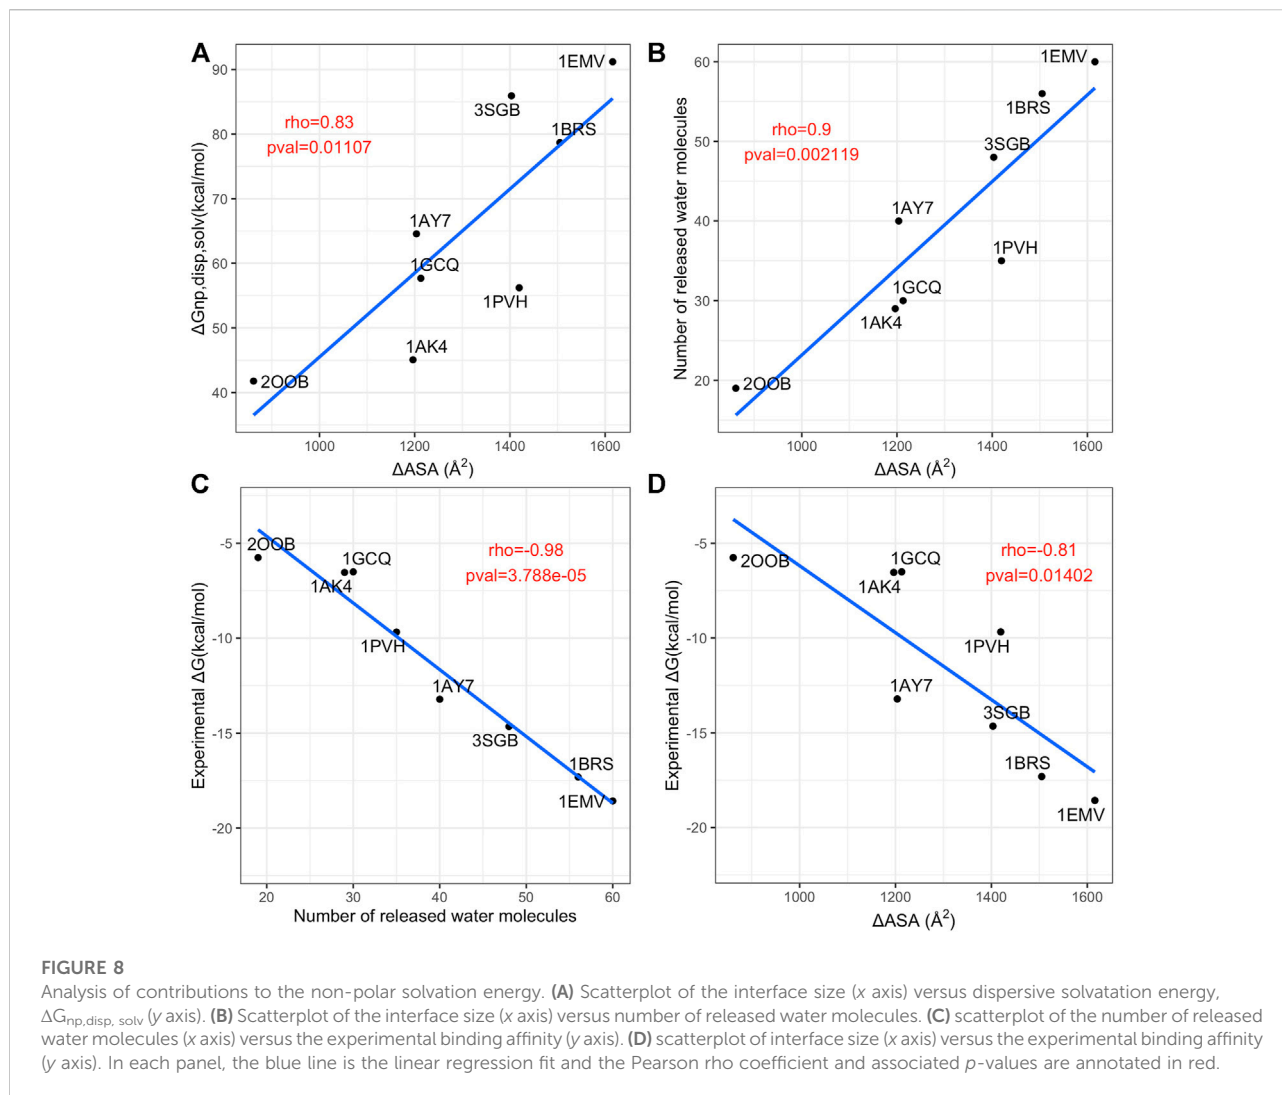 A
90
80
70
60
50
40
ΔGnp,disp,solv(kcal/mol)
rho=0.83
pval=0.01107
1EMV
3SGB
1BRS
1AY7
1GCQ
1PVH
1AK4
2OOB
1000 1200 1400 1600
ΔASA (Å²)
B
60
50
40
30
20
Number of released water molecules
rho=0.9
pval=0.002119
1EMV
1BRS
3SGB
1AY7
1PVH
1GCQ
1AK4
2OOB
1000 1200 1400 1600
ΔASA (Å²)
C
-5
-10
-15
-20
Experimental ΔG(kcal/mol)
rho=-0.98
pval=3.788e-05
2OOB
1GCQ
1AK4
1PVH
1AY7
3SGB
1BRS
1EMV
20 30 40 50 60
Number of released water molecules
D
-5
-10
-15
-20
Experimental ΔG(kcal/mol)
rho=-0.81
pval=0.01402
2OOB
1GCQ
1AK4
1PVH
1AY7
3SGB
1BRS
1EMV
1000 1200 1400 1600
ΔASA (Å²)
FIGURE 8
Analysis of contributions to the non-polar solvation energy. (A) Scatterplot of the interface size (x axis) versus dispersive solvatation energy,
ΔGnp,disp, solv (y axis). (B) Scatterplot of the interface size (x axis) versus number of released water molecules. (C) scatterplot of the number of released
water molecules (x axis) versus the experimental binding affinity (y axis). (D) scatterplot of interface size (x axis) versus the experimental binding affinity
(y axis). In each panel, the blue line is the linear regression fit and the Pearson rho coefficient and associated p-values are annotated in red.